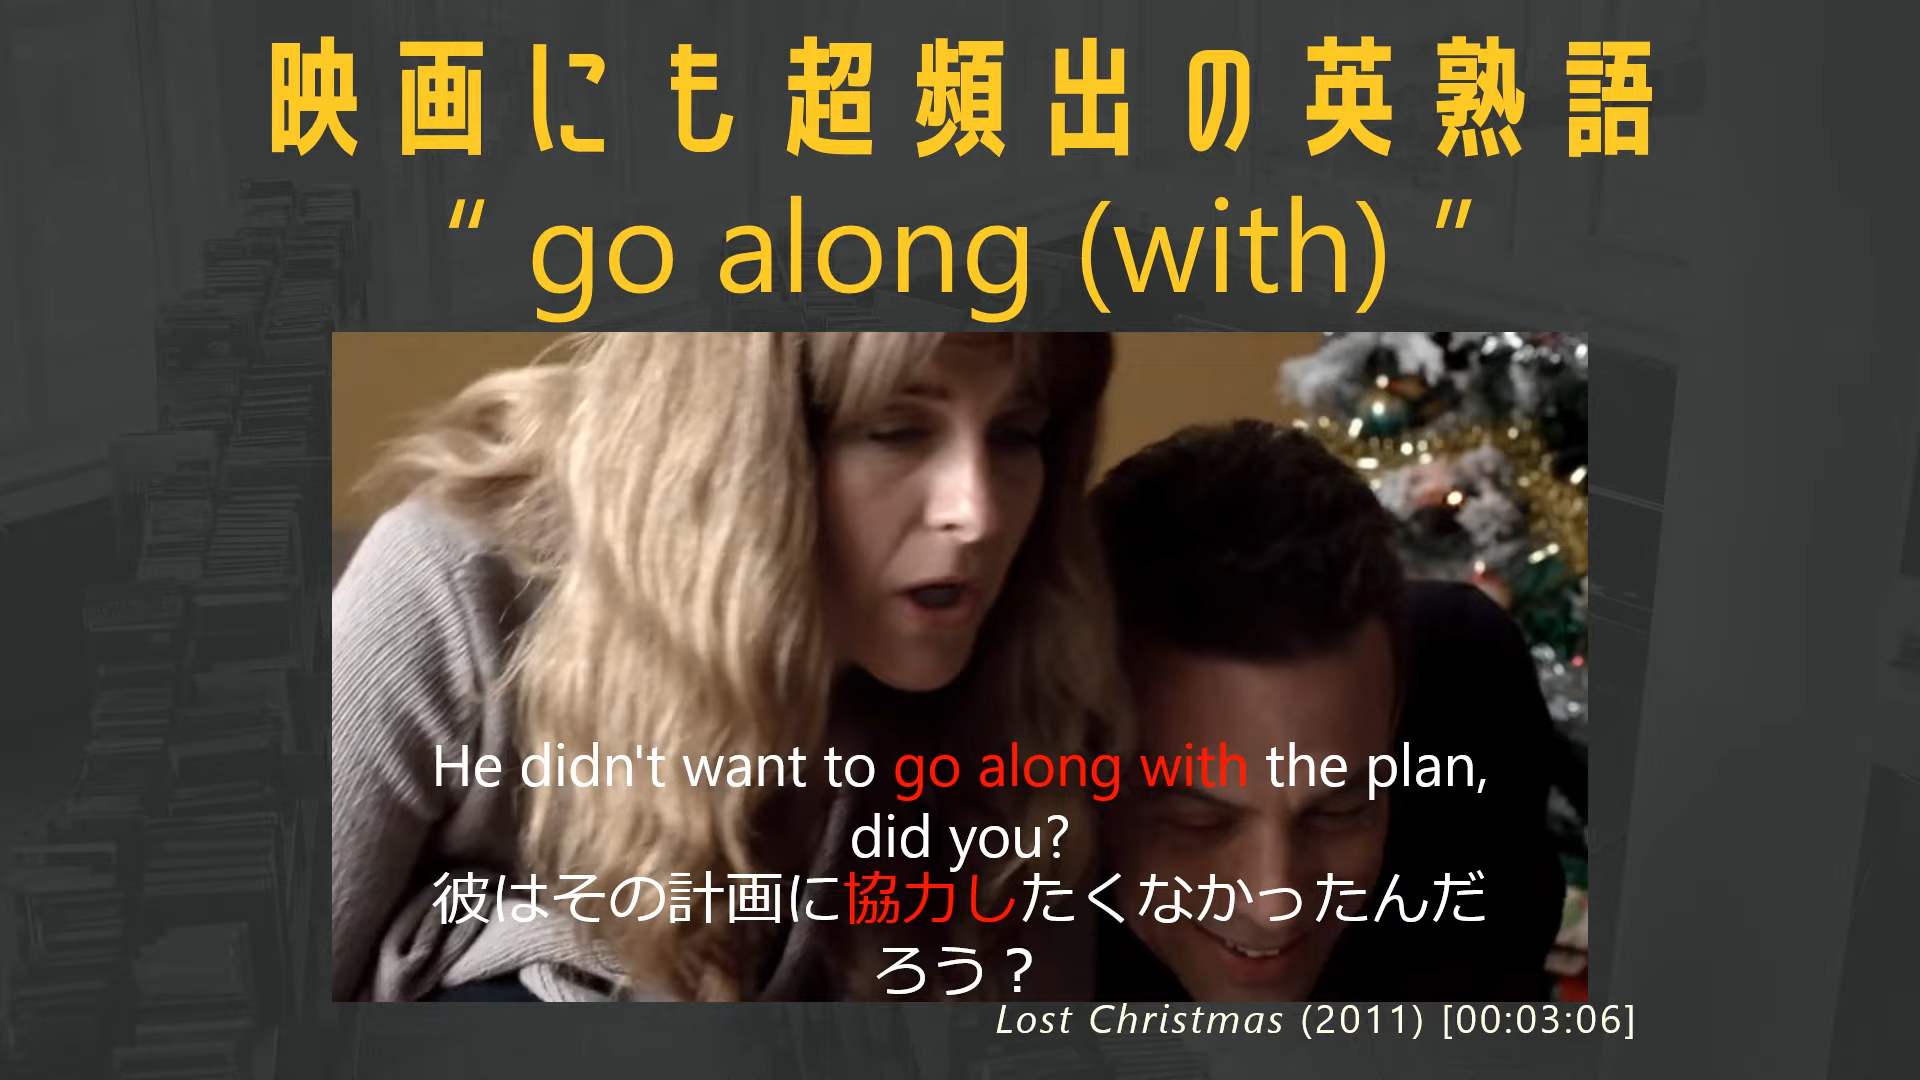 映画にも超頻出の英熟語
“ go along (with) ”
He didn't want to go along with the plan,
did you?
彼はその計画に協力したくなかったんだ
ろう？
Lost Christmas (2011) [00:03:06]